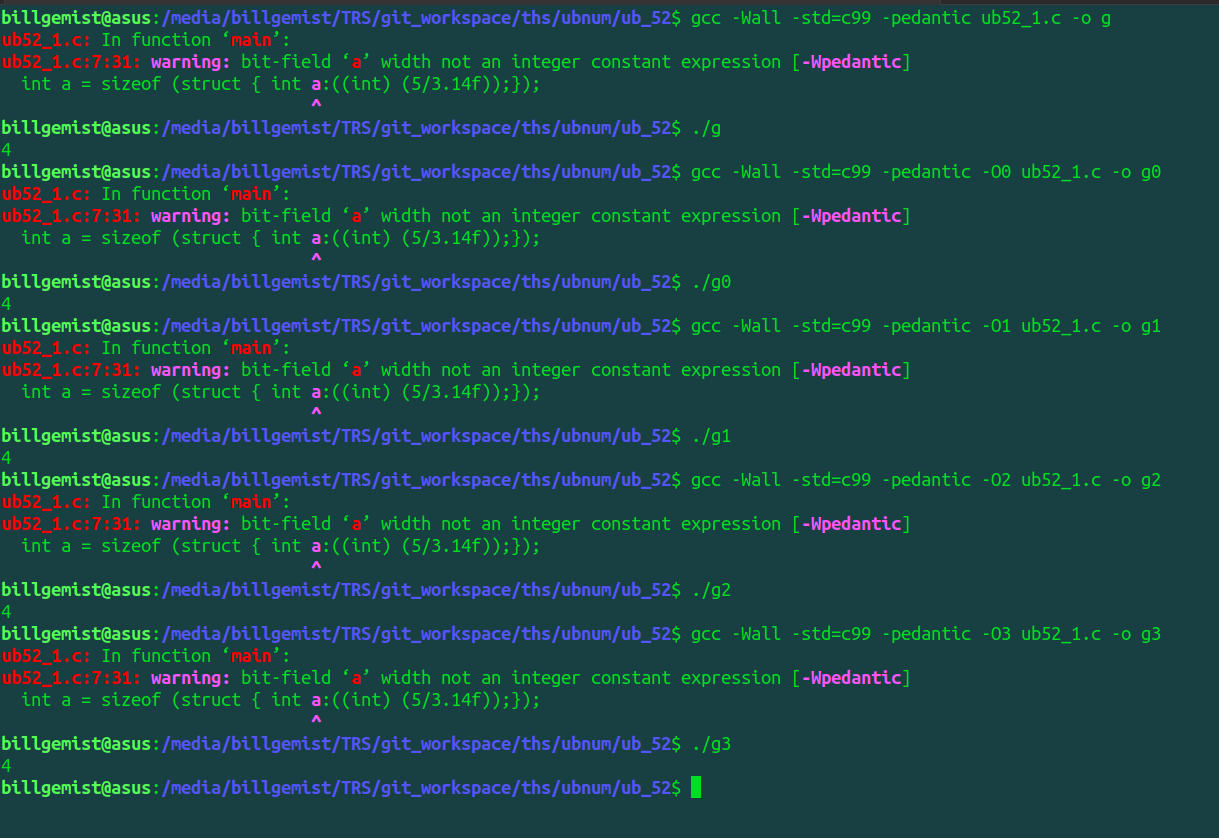 billgemist@asus:/media/billgemist/TRS/git_workspace/ths/ubnum/ub_52$ gcc -Wall -std=c99 -pedantic ub52_1.c -o g
ub52_1.c: In function ‘main’:
ub52_1.c:7:31: warning: bit-field ‘a’ width not an integer constant expression [-Wpedantic]
  int a = sizeof (struct { int a:((int) (5/3.14f));});
                               ^
billgemist@asus:/media/billgemist/TRS/git_workspace/ths/ubnum/ub_52$ ./g
4
billgemist@asus:/media/billgemist/TRS/git_workspace/ths/ubnum/ub_52$ gcc -Wall -std=c99 -pedantic -O0 ub52_1.c -o g0
ub52_1.c: In function ‘main’:
ub52_1.c:7:31: warning: bit-field ‘a’ width not an integer constant expression [-Wpedantic]
  int a = sizeof (struct { int a:((int) (5/3.14f));});
                               ^
billgemist@asus:/media/billgemist/TRS/git_workspace/ths/ubnum/ub_52$ ./g0
4
billgemist@asus:/media/billgemist/TRS/git_workspace/ths/ubnum/ub_52$ gcc -Wall -std=c99 -pedantic -O1 ub52_1.c -o g1
ub52_1.c: In function ‘main’:
ub52_1.c:7:31: warning: bit-field ‘a’ width not an integer constant expression [-Wpedantic]
  int a = sizeof (struct { int a:((int) (5/3.14f));});
                               ^
billgemist@asus:/media/billgemist/TRS/git_workspace/ths/ubnum/ub_52$ ./g1
4
billgemist@asus:/media/billgemist/TRS/git_workspace/ths/ubnum/ub_52$ gcc -Wall -std=c99 -pedantic -O2 ub52_1.c -o g2
ub52_1.c: In function ‘main’:
ub52_1.c:7:31: warning: bit-field ‘a’ width not an integer constant expression [-Wpedantic]
  int a = sizeof (struct { int a:((int) (5/3.14f));});
                               ^
billgemist@asus:/media/billgemist/TRS/git_workspace/ths/ubnum/ub_52$ ./g2
4
billgemist@asus:/media/billgemist/TRS/git_workspace/ths/ubnum/ub_52$ gcc -Wall -std=c99 -pedantic -O3 ub52_1.c -o g3
ub52_1.c: In function ‘main’:
ub52_1.c:7:31: warning: bit-field ‘a’ width not an integer constant expression [-Wpedantic]
  int a = sizeof (struct { int a:((int) (5/3.14f));});
                               ^
billgemist@asus:/media/billgemist/TRS/git_workspace/ths/ubnum/ub_52$ ./g3
4
billgemist@asus:/media/billgemist/TRS/git_workspace/ths/ubnum/ub_52$